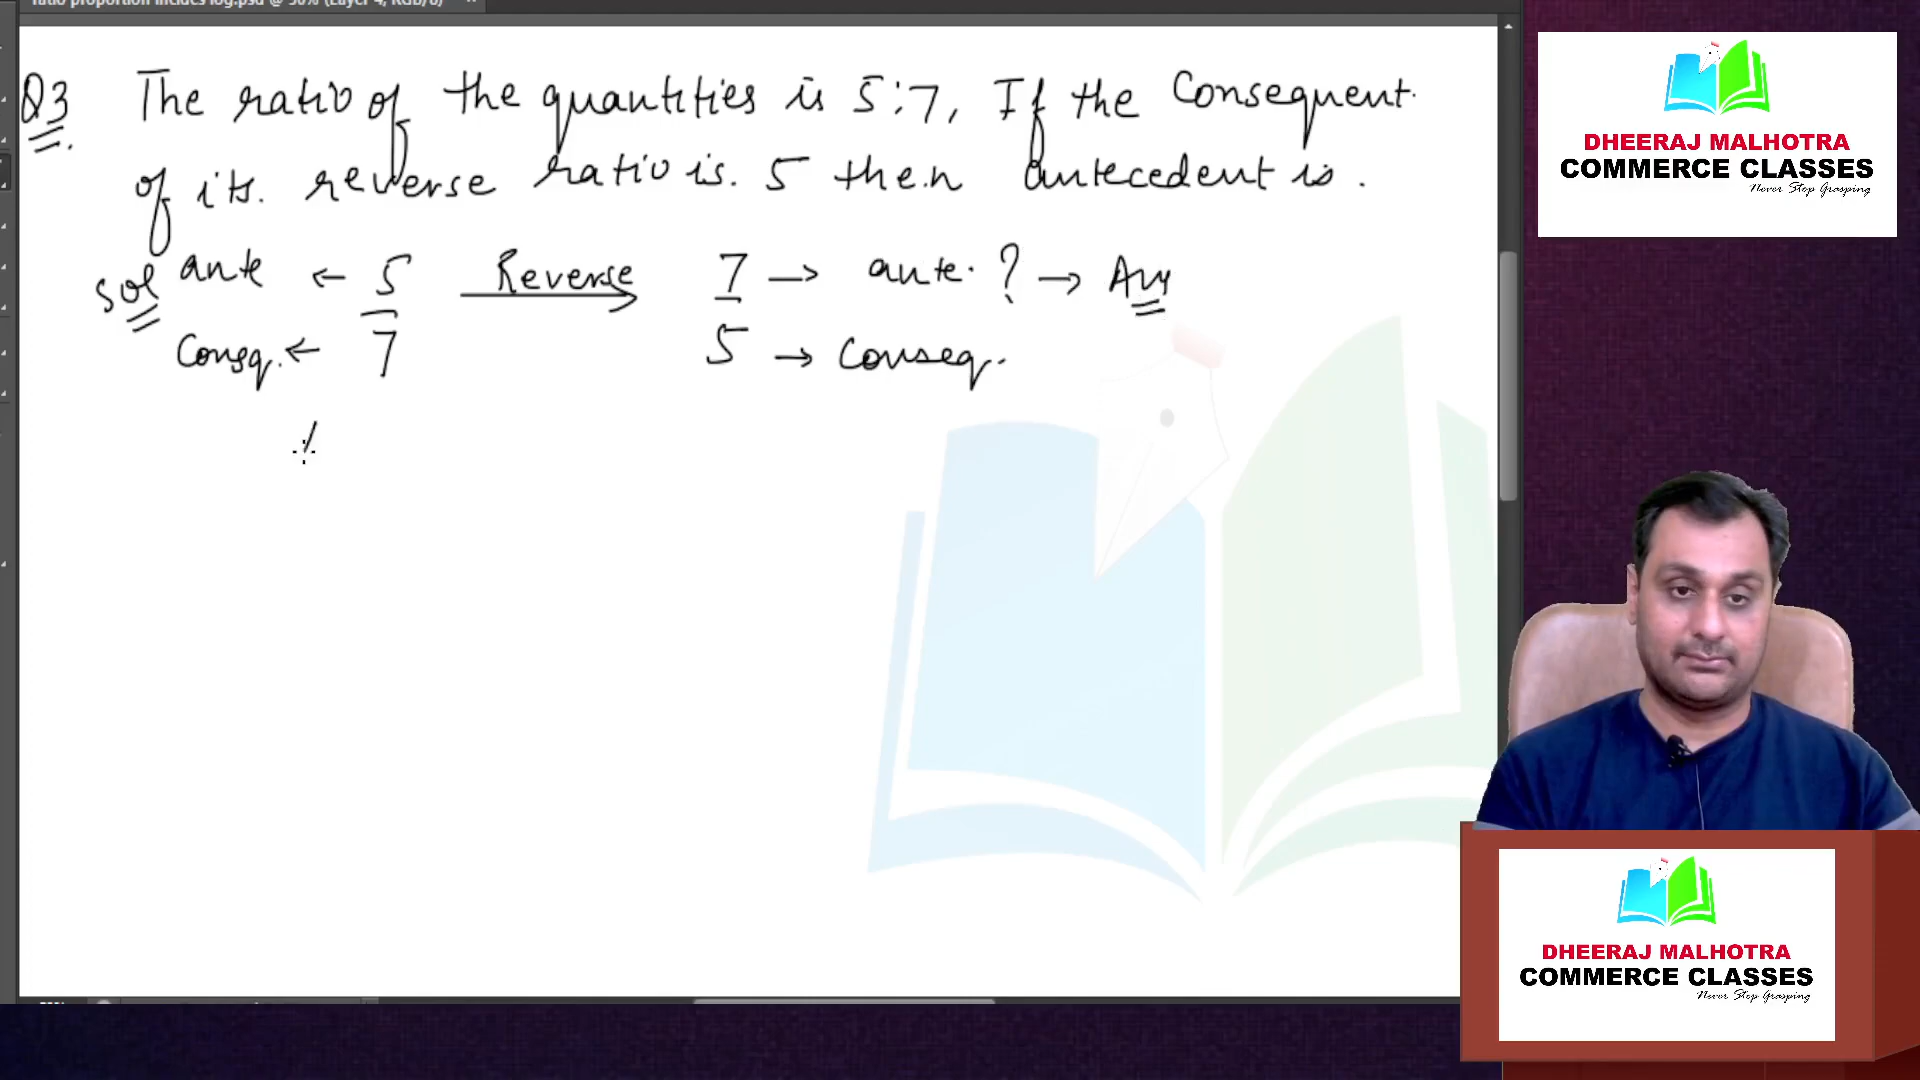 Q3. The ratio of the quantities is 5:7, If the Consequent
of its. reverse ratio is. 5 then antecedent is.
sol ante ← 5 Reverse 7 → ante. ? → Ans
Conseq. ← 7 5 → Conseq.
DHEERAJ MALHOTRA
COMMERCE CLASSES
Never Stop Grasping
DHEERAJ MALHOTRA
COMMERCE CLASSES
Never Stop Grasping